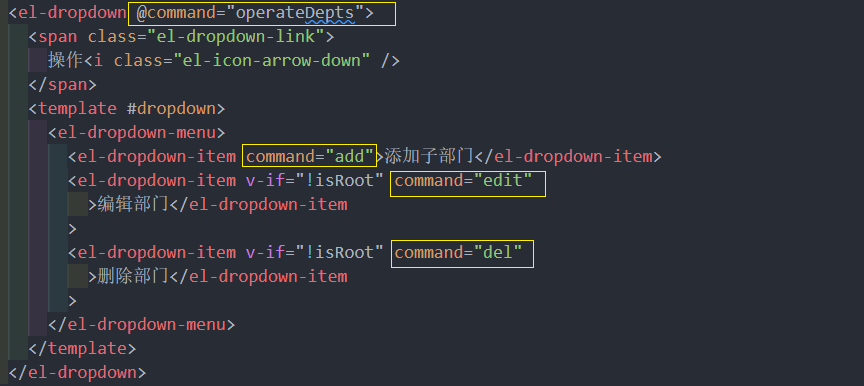 <el-dropdown @command="operateDepts">
<span class="el-dropdown-link">
操作<i class="el-icon-arrow-down" />
</span>
<template #dropdown>
<el-dropdown-menu>
<el-dropdown-item command="add">添加子部门</el-dropdown-item>
<el-dropdown-item v-if="!isRoot" command="edit"
>编辑部门</el-dropdown-item
>
<el-dropdown-item v-if="!isRoot" command="del"
>删除部门</el-dropdown-item
>
</el-dropdown-menu>
</template>
</el-dropdown>